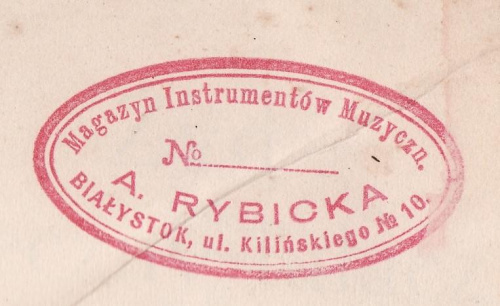 Magazyn Instrumentów Muzyczn.
№
A. RYBICKA
BIAŁYSTOK, ul. Kilińskiego № 10.